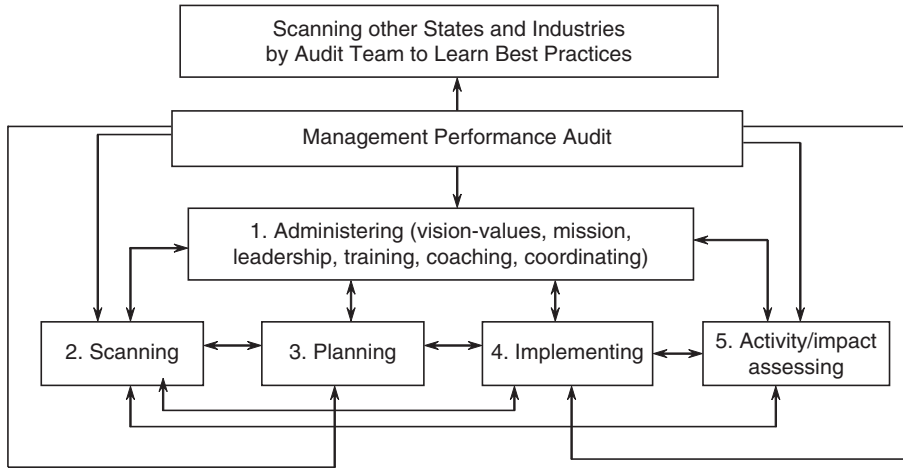 Scanning other States and Industries
by Audit Team to Learn Best Practices
Management Performance Audit
1. Administering (vision-values, mission,
leadership, training, coaching, coordinating)
2. Scanning
3. Planning
4. Implementing
5. Activity/impact
assessing